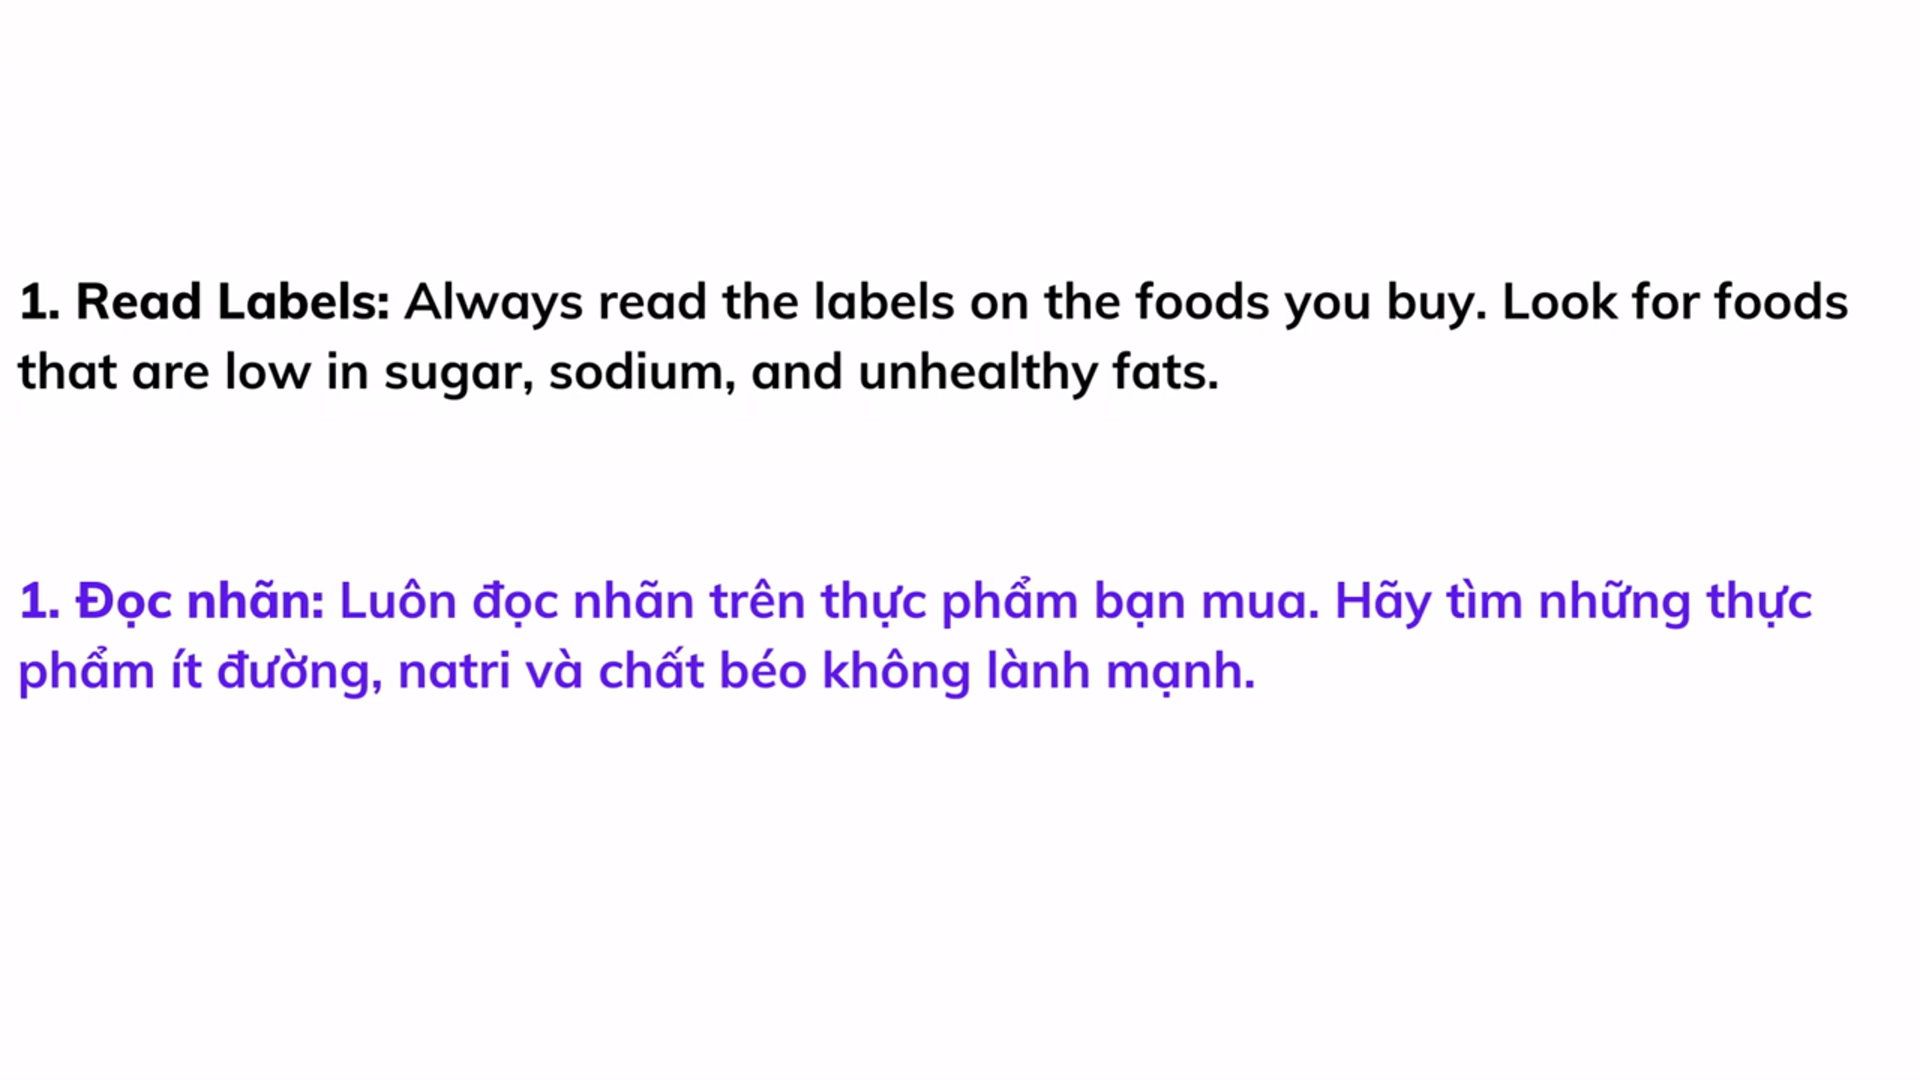 1. Read Labels: Always read the labels on the foods you buy. Look for foods
that are low in sugar, sodium, and unhealthy fats.
1. Đọc nhãn: Luôn đọc nhãn trên thực phẩm bạn mua. Hãy tìm những thực
phẩm ít đường, natri và chất béo không lành mạnh.